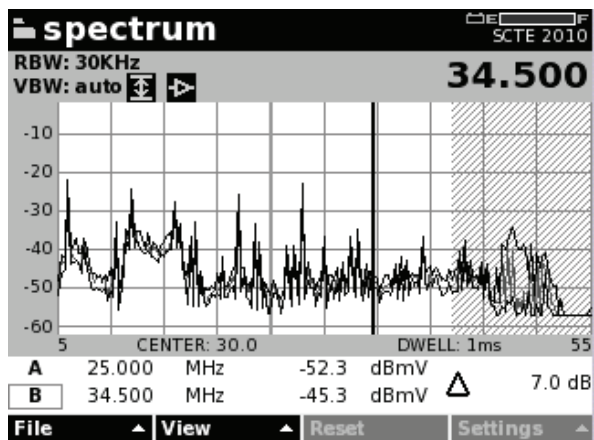 spectrum
E F
SCTE 2010
RBW: 30KHz
VBW: auto
34.500
-10
-20
-30
-40
-50
-60
5 CENTER: 30.0 DWELL: 1ms 55
A 25.000 MHz -52.3 dBmV
B 34.500 MHz -45.3 dBmV
Δ 7.0 dB
File View Reset Settings